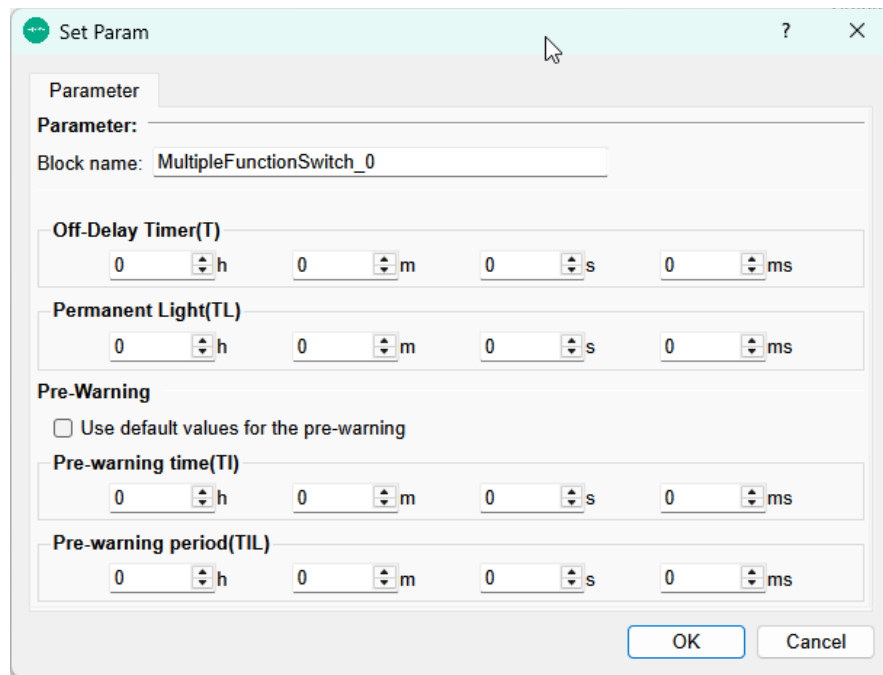 Set Param ?
Parameter
Parameter:
Block name: MultipleFunctionSwitch_0
Off-Delay Timer(T)
0 h 0 m 0 s 0 ms
Permanent Light(TL)
0 h 0 m 0 s 0 ms
Pre-Warning
Use default values for the pre-warning
Pre-warning time(TI)
0 h 0 m 0 s 0 ms
Pre-warning period(TIL)
0 h 0 m 0 s 0 ms
OK Cancel